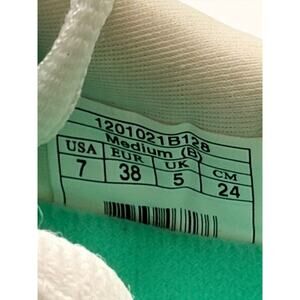 1201021B128
Medium (B)
USA EUR UK CM
7 38 5 24